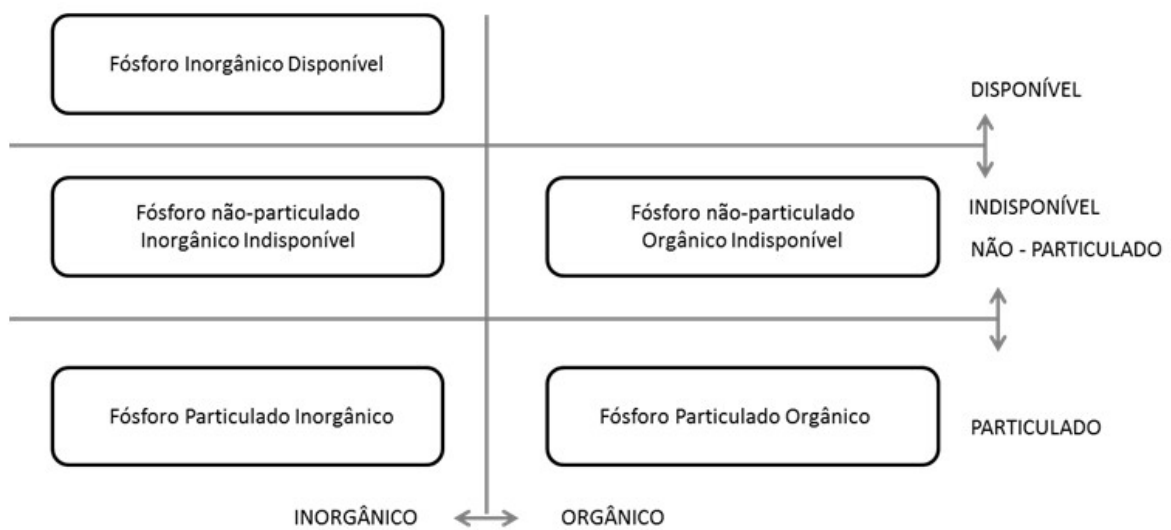 Fósforo Inorgânico Disponível
DISPONÍVEL
Fósforo não-particulado
Inorgânico Indisponível
Fósforo não-particulado
Orgânico Indisponível
INDISPONÍVEL
NÃO - PARTICULADO
Fósforo Particulado Inorgânico
Fósforo Particulado Orgânico
PARTICULADO
INORGÂNICO
ORGÂNICO